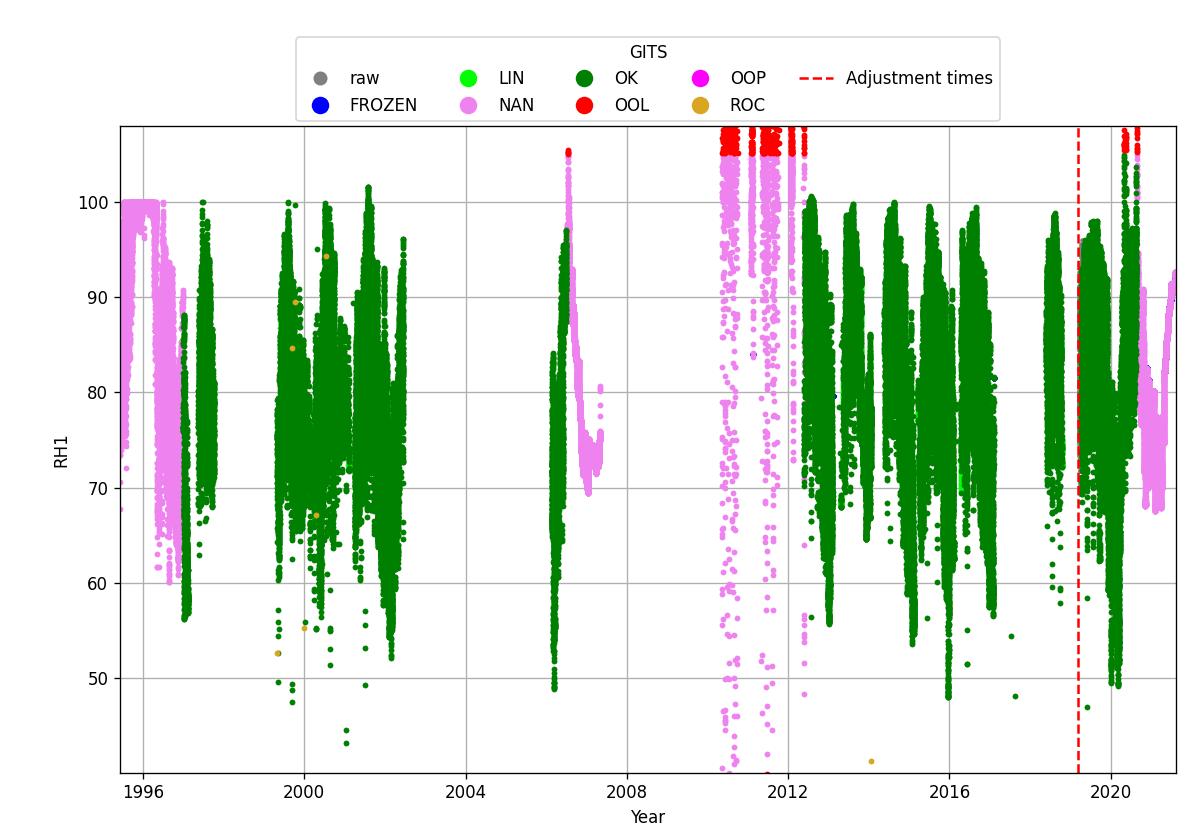 GITS
raw LIN OK OOP Adjustment times
FROZEN NAN OOL ROC
100
90
80
70
60
50
RH1
1996 2000 2004 2008 2012 2016 2020
Year